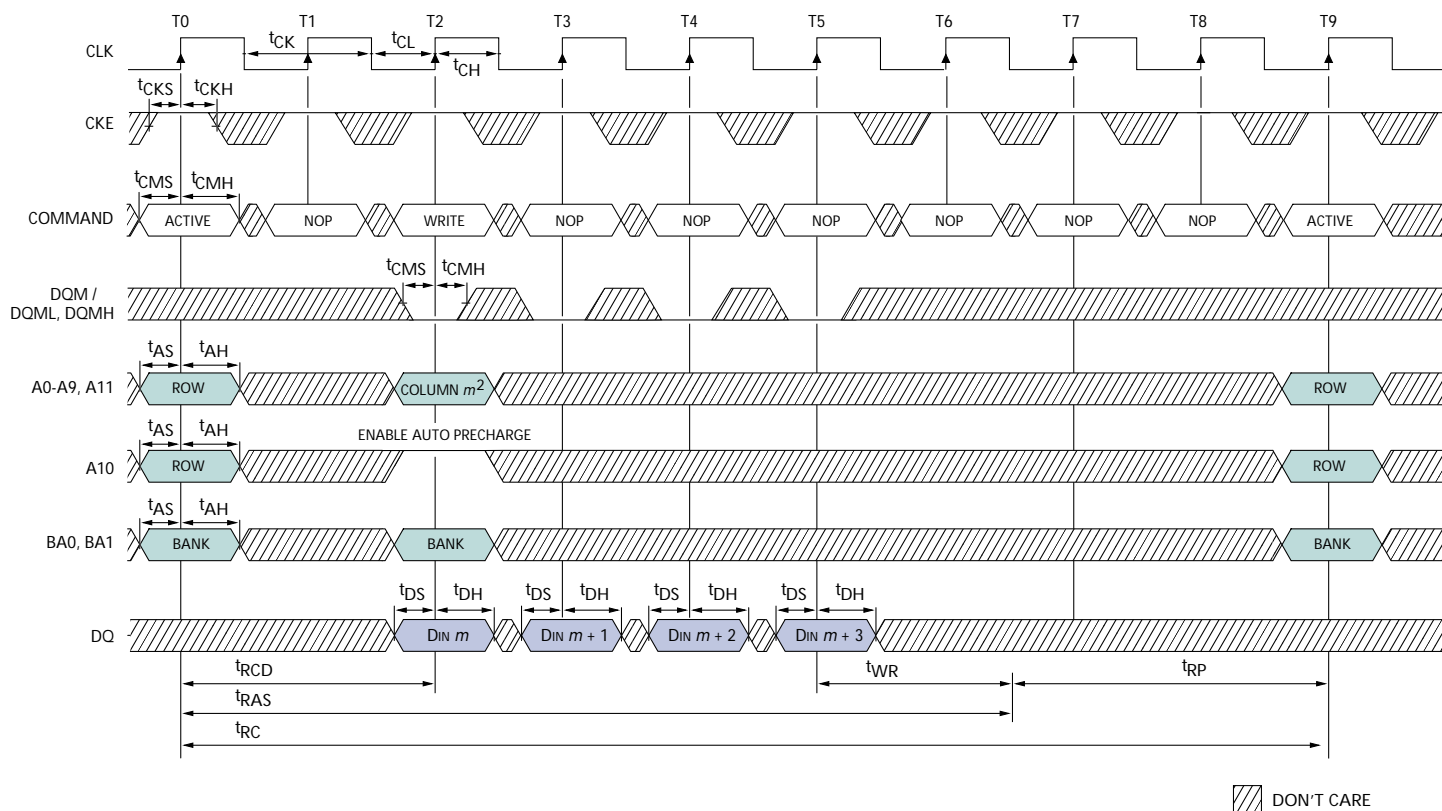 T0 T1 T2 T3 T4 T5 T6 T7 T8 T9
CLK
tCK tCL
tCH
tCKS tCKH
CKE
tCMS tCMH
COMMAND ACTIVE NOP WRITE NOP NOP NOP NOP NOP NOP ACTIVE
tCMS tCMH
DQM /
DQML, DQMH
tAS tAH
A0-A9, A11 ROW COLUMN m2 ROW
ENABLE AUTO PRECHARGE
tAS tAH
A10 ROW ROW
tAS tAH
BA0, BA1 BANK BANK BANK
tDS tDH tDS tDH tDS tDH tDS tDH
DQ DIN m DIN m + 1 DIN m + 2 DIN m + 3
tRCD tWR tRP
tRAS
tRC
DON'T CARE